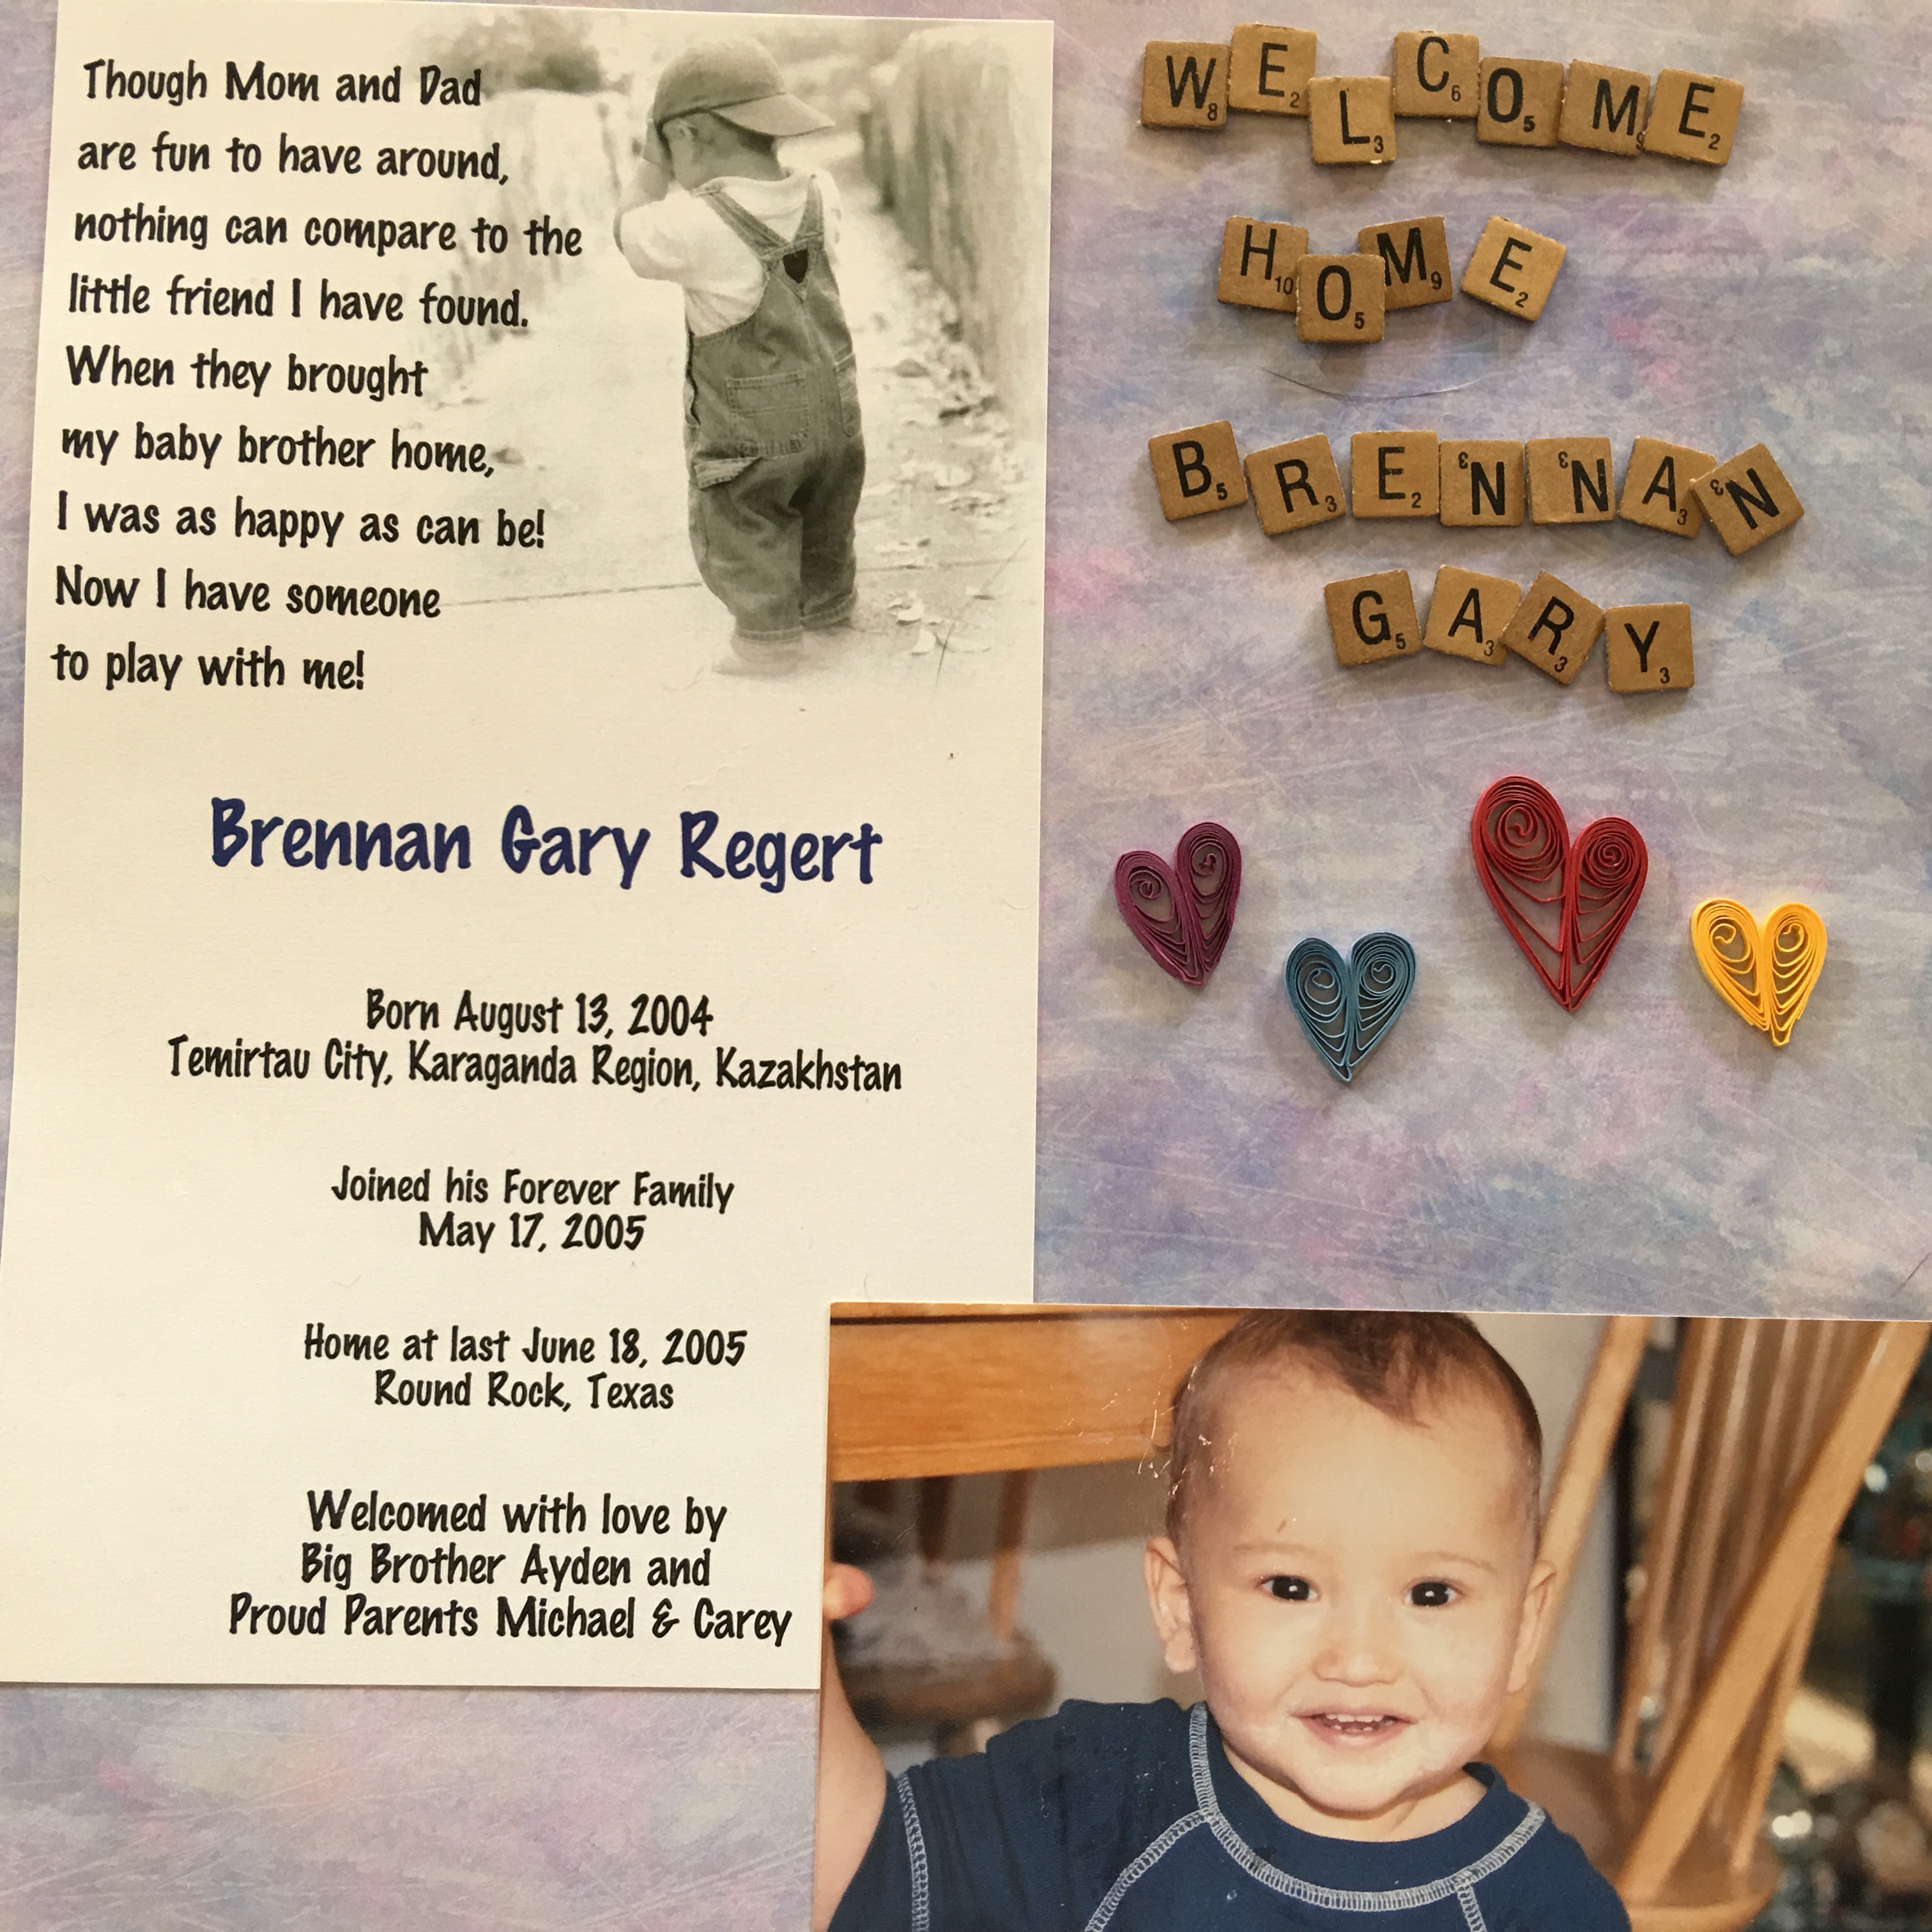 Though Mom and Dad
are fun to have around,
nothing can compare to the
little friend I have found.
When they brought
my baby brother home,
I was as happy as can be!
Now I have someone
to play with me!
Brennan Gary Regert
Born August 13, 2004
Temirtau City, Karaganda Region, Kazakhstan
Joined his Forever Family
May 17, 2005
Home at last June 18, 2005
Round Rock, Texas
Welcomed with love by
Big Brother Ayden and
Proud Parents Michael & Carey
W8 E2 L3 C6 O5 M9 E2
H10 O5 M9 E2
B5 R3 E2 N3 N3 A3 N3
G5 A3 R3 Y3